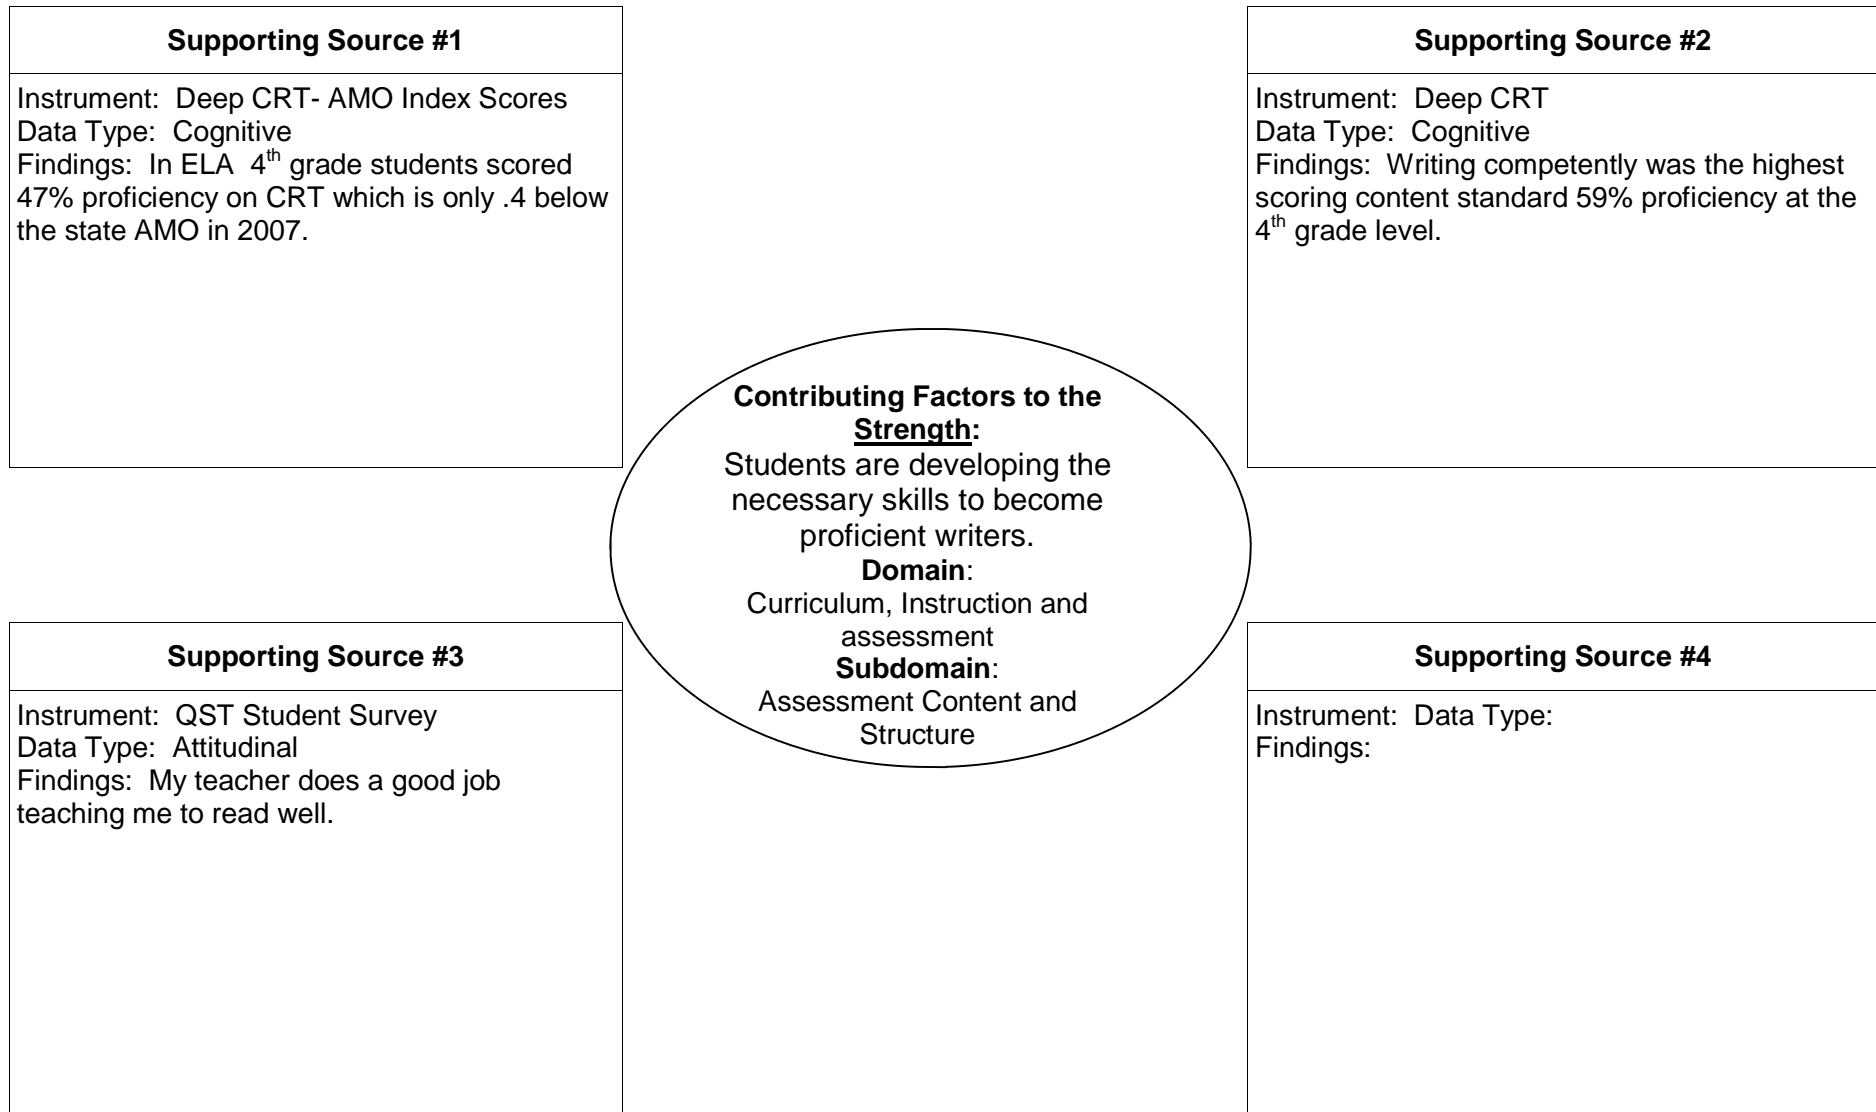 Supporting Source #1
Instrument: Deep CRT- AMO Index Scores
Data Type: Cognitive
Findings: In ELA 4th grade students scored
47% proficiency on CRT which is only .4 below
the state AMO in 2007.
Supporting Source #2
Instrument: Deep CRT
Data Type: Cognitive
Findings: Writing competently was the highest
scoring content standard 59% proficiency at the
4th grade level.
Contributing Factors to the
Strength:
Students are developing the
necessary skills to become
proficient writers.
Domain:
Curriculum, Instruction and
assessment
Subdomain:
Assessment Content and
Structure
Supporting Source #3
Instrument: QST Student Survey
Data Type: Attitudinal
Findings: My teacher does a good job
teaching me to read well.
Supporting Source #4
Instrument: Data Type:
Findings: